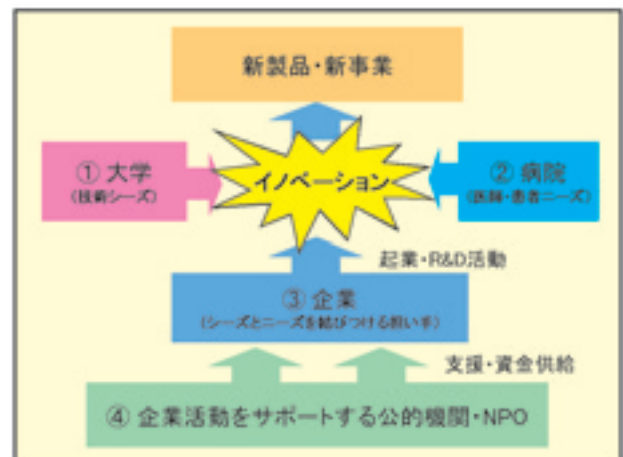 新製品・新事業
① 大学
(技術シーズ)
イノベーション
② 病院
(医師・患者ニーズ)
起業・R&D活動
③ 企業
(シーズとニーズを結びつける担い手)
支援・資金供給
④ 企業活動をサポートする公的機関・NPO